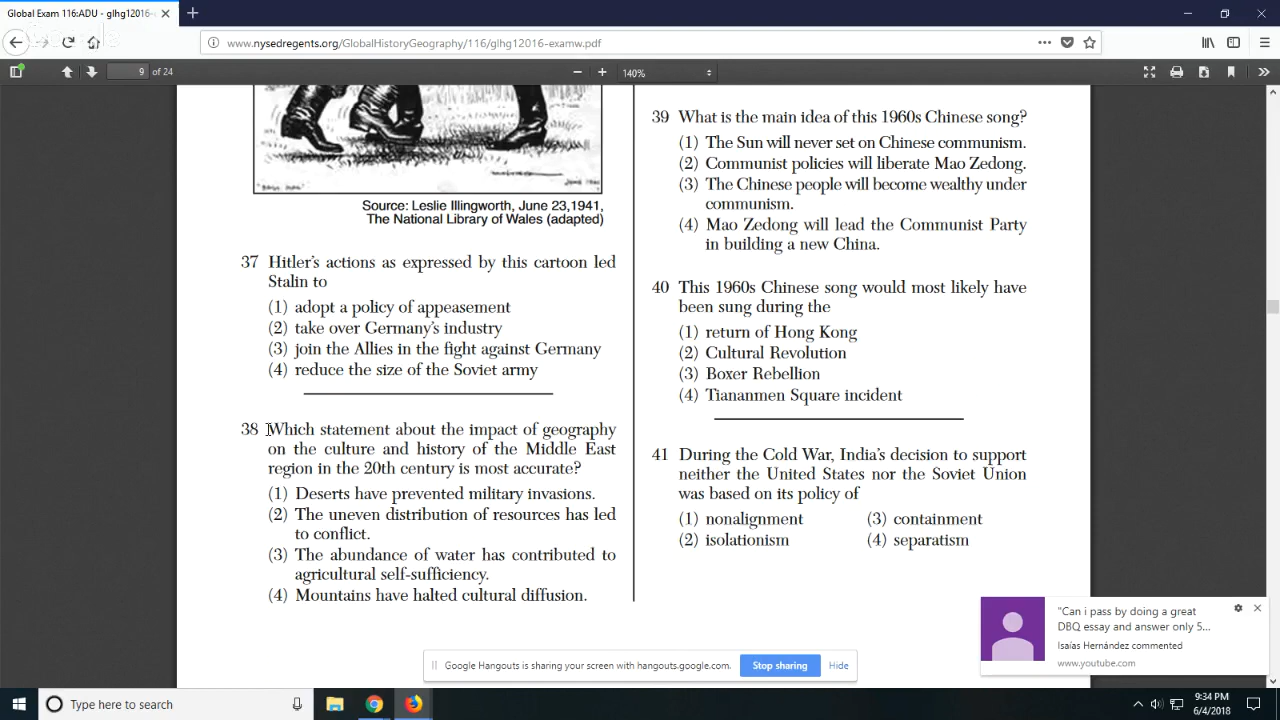 Global Exam 116:ADU - glhg12016-
www.nysedregents.org/GlobalHistoryGeography/116/glhg12016-examw.pdf
9 of 24
140%
Source: Leslie Illingworth, June 23,1941,
The National Library of Wales (adapted)
37 Hitler's actions as expressed by this cartoon led
Stalin to
(1) adopt a policy of appeasement
(2) take over Germany's industry
(3) join the Allies in the fight against Germany
(4) reduce the size of the Soviet army
38 Which statement about the impact of geography
on the culture and history of the Middle East
region in the 20th century is most accurate?
(1) Deserts have prevented military invasions.
(2) The uneven distribution of resources has led
to conflict.
(3) The abundance of water has contributed to
agricultural self-sufficiency.
(4) Mountains have halted cultural diffusion.
39 What is the main idea of this 1960s Chinese song?
(1) The Sun will never set on Chinese communism.
(2) Communist policies will liberate Mao Zedong.
(3) The Chinese people will become wealthy under
communism.
(4) Mao Zedong will lead the Communist Party
in building a new China.
40 This 1960s Chinese song would most likely have
been sung during the
(1) return of Hong Kong
(2) Cultural Revolution
(3) Boxer Rebellion
(4) Tiananmen Square incident
41 During the Cold War, India's decision to support
neither the United States nor the Soviet Union
was based on its policy of
(1) nonalignment (3) containment
(2) isolationism (4) separatism
"Can i pass by doing a great
DBQ essay and answer only 5...
Isaías Hernández commented
www.youtube.com
Google Hangouts is sharing your screen with hangouts.google.com. Stop sharing Hide
Type here to search
9:34 PM
6/4/2018